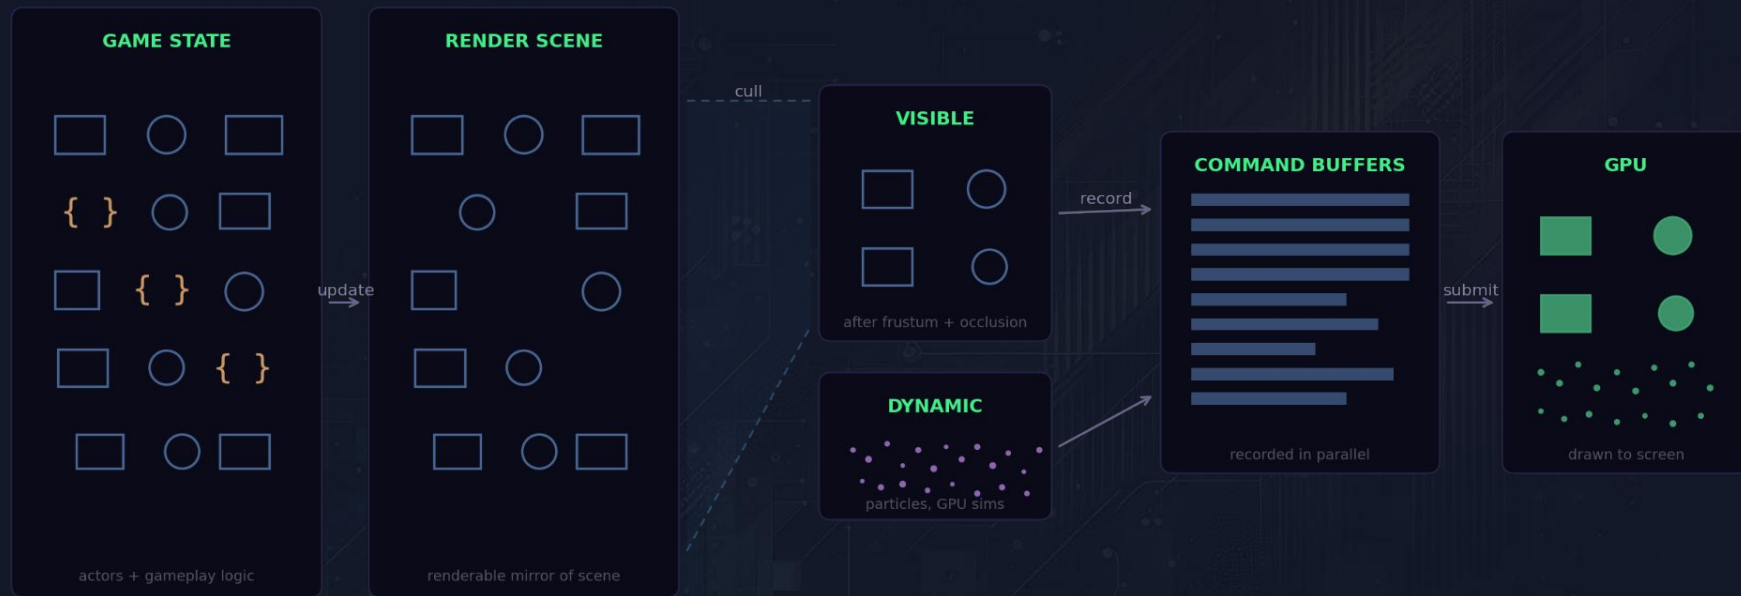 GAME STATE
{ }
{ }
{ }
actors + gameplay logic
update
RENDER SCENE
renderable mirror of scene
cull
VISIBLE
after frustum + occlusion
DYNAMIC
particles, GPU sims
record
COMMAND BUFFERS
recorded in parallel
submit
GPU
drawn to screen